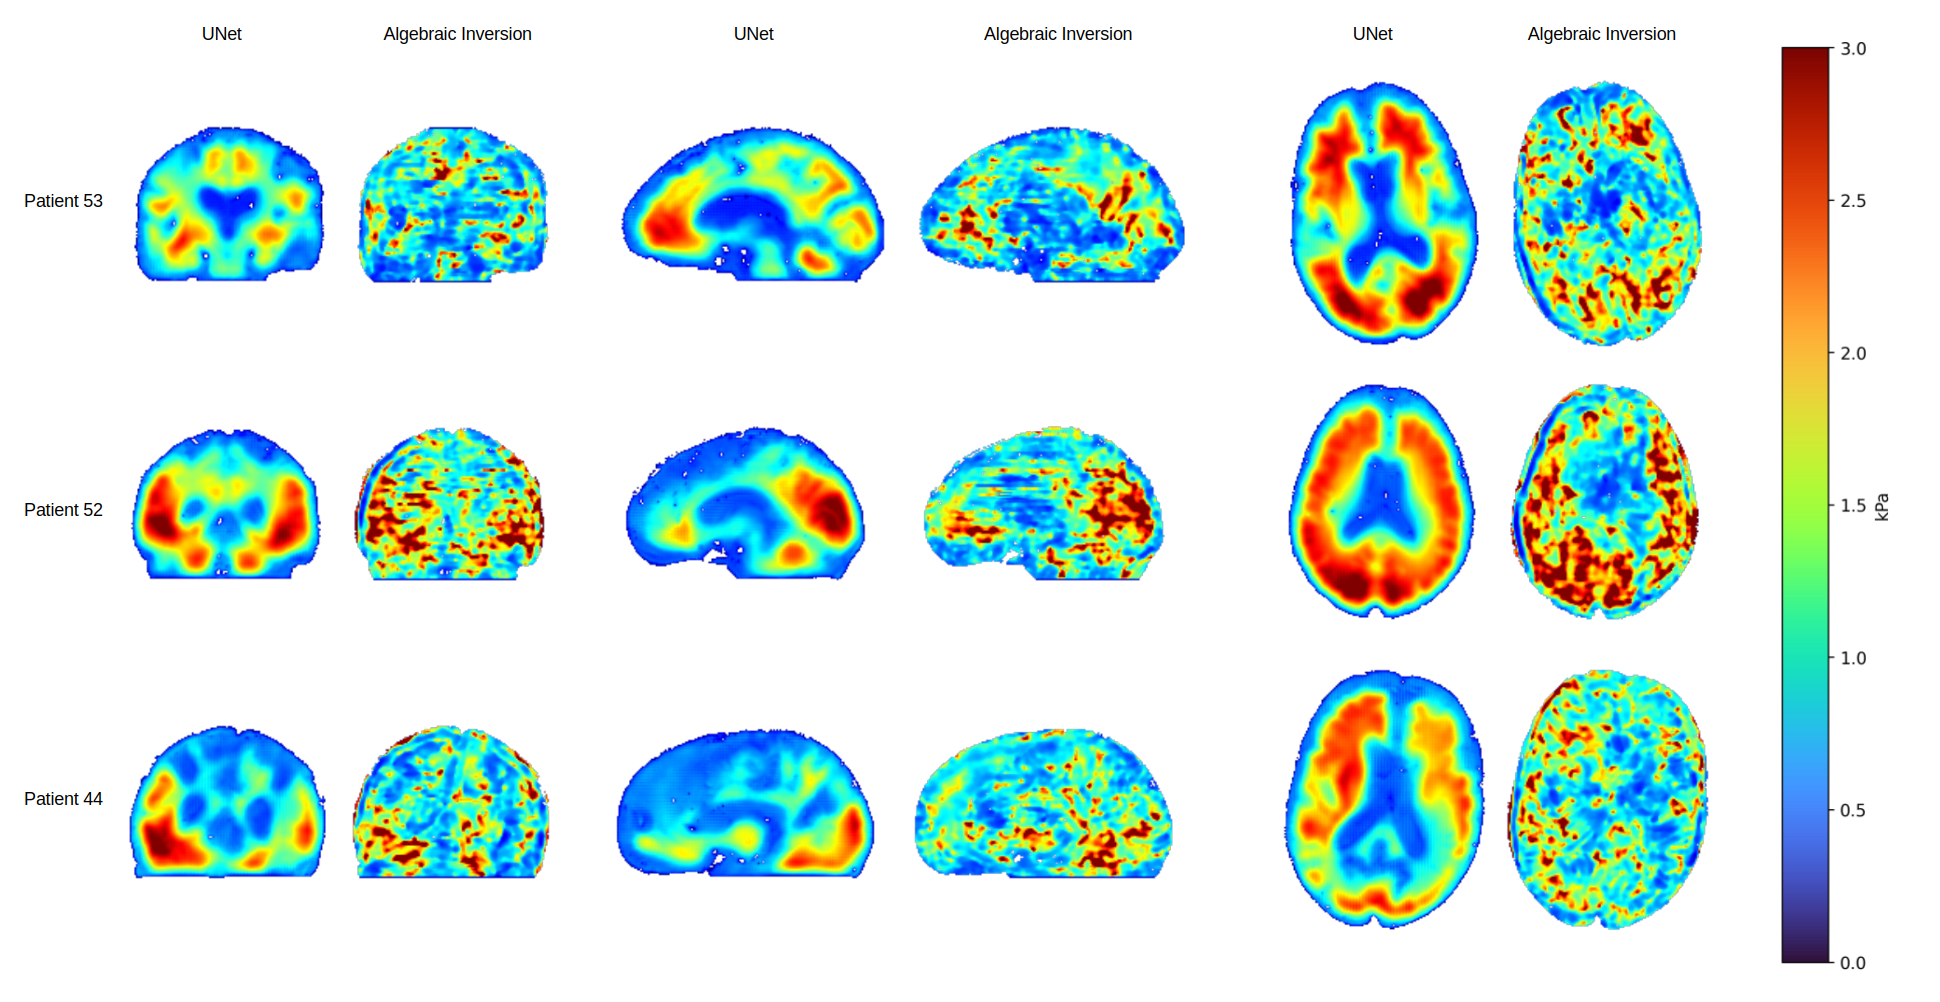 UNet Algebraic Inversion UNet Algebraic Inversion UNet Algebraic Inversion
Patient 53
Patient 52
Patient 44
3.0
2.5
2.0
1.5
1.0
0.5
0.0
kPa